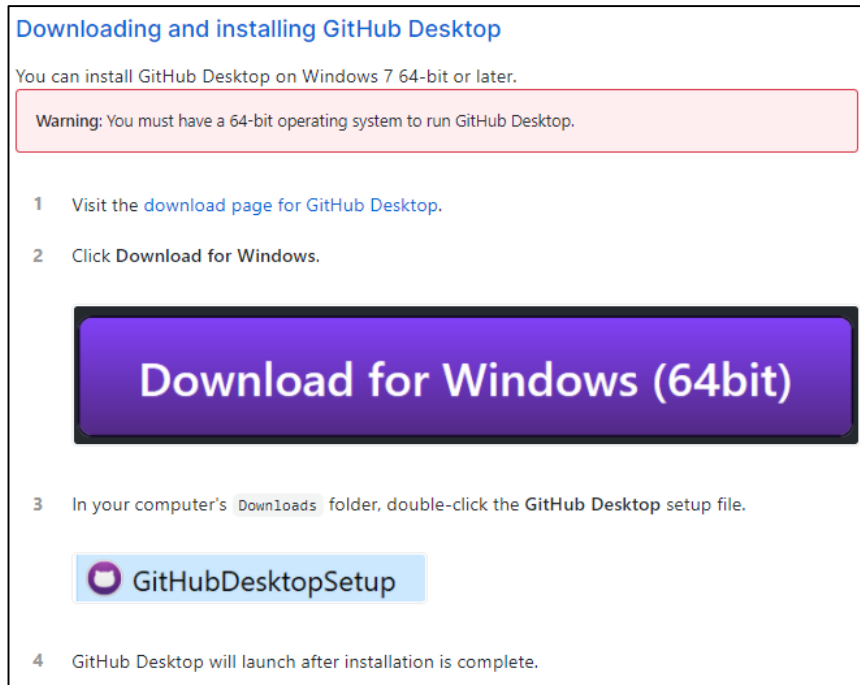 Downloading and installing GitHub Desktop
You can install GitHub Desktop on Windows 7 64-bit or later.
Warning: You must have a 64-bit operating system to run GitHub Desktop.
1 Visit the download page for GitHub Desktop.
2 Click Download for Windows.
Download for Windows (64bit)
3 In your computer's Downloads folder, double-click the GitHub Desktop setup file.
GitHubDesktopSetup
4 GitHub Desktop will launch after installation is complete.